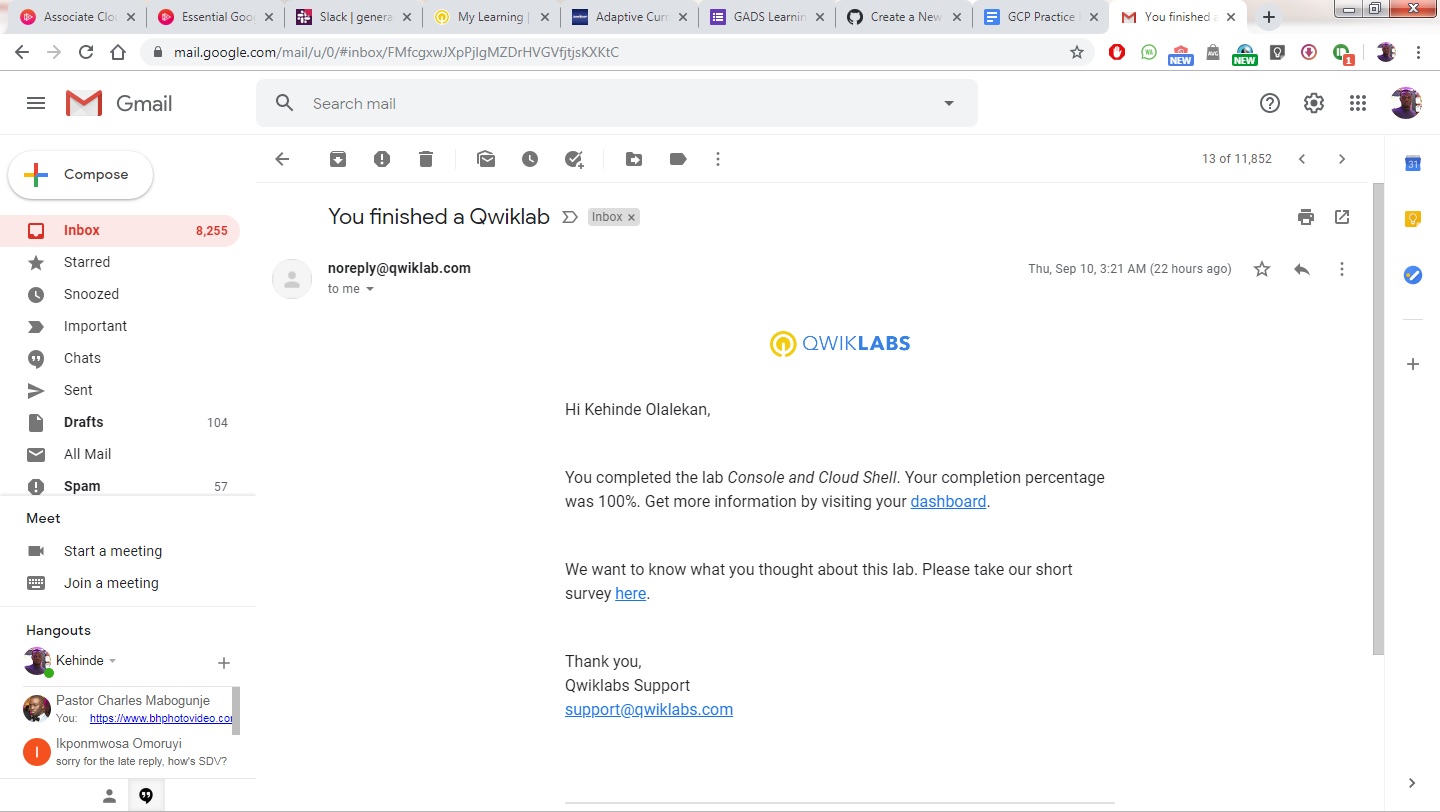 Associate Clou
Essential Goog
Slack | genera
My Learning |
Adaptive Curr
GADS Learnin
Create a New
GCP Practice
You finished a
mail.google.com/mail/u/0/#inbox/FMfcgxwJXpPjIgMZDrHVGVfjtjsKXKtC
NEW
AVG
NEW
1
Gmail
Search mail
Compose
13 of 11,852
31
You finished a Qwiklab
Inbox ×
Inbox 8,255
Starred
Snoozed
Important
Chats
Sent
Drafts 104
All Mail
Spam 57
noreply@qwiklab.com
Thu, Sep 10, 3:21 AM (22 hours ago)
to me
QWIKLABS
Hi Kehinde Olalekan,
You completed the lab Console and Cloud Shell. Your completion percentage
was 100%. Get more information by visiting your dashboard.
We want to know what you thought about this lab. Please take our short
survey here.
Thank you,
Qwiklabs Support
support@qwiklabs.com
Meet
Start a meeting
Join a meeting
Hangouts
Kehinde
Pastor Charles Mabogunje
You: https://www.bhphotovideo.cor
I
Ikponmwosa Omoruyi
sorry for the late reply, how's SDV?